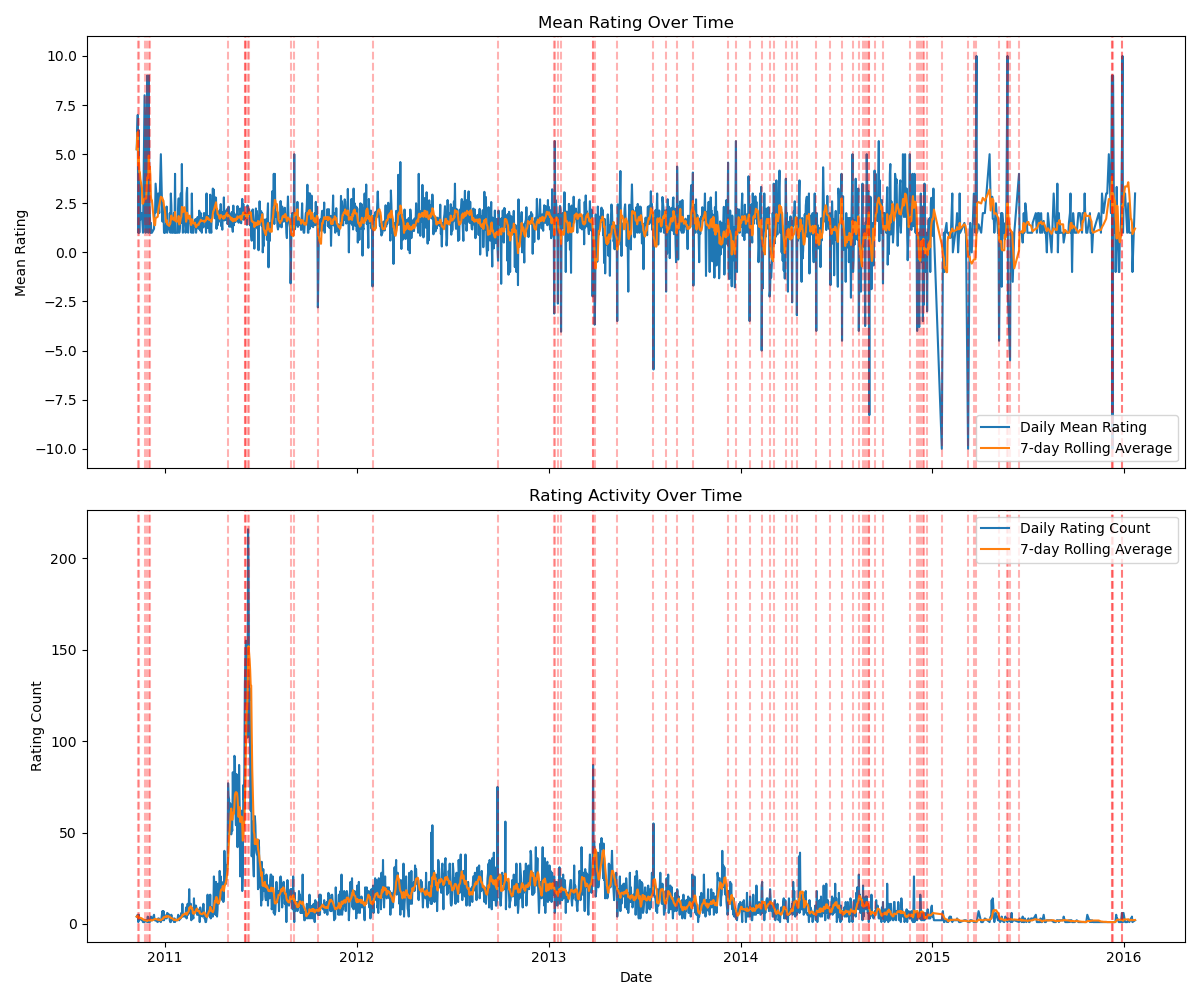 Mean Rating Over Time
Mean Rating
10.0
7.5
5.0
2.5
0.0
−2.5
−5.0
−7.5
−10.0
Daily Mean Rating
7-day Rolling Average
Rating Activity Over Time
Rating Count
200
150
100
50
0
Daily Rating Count
7-day Rolling Average
2011 2012 2013 2014 2015 2016
Date